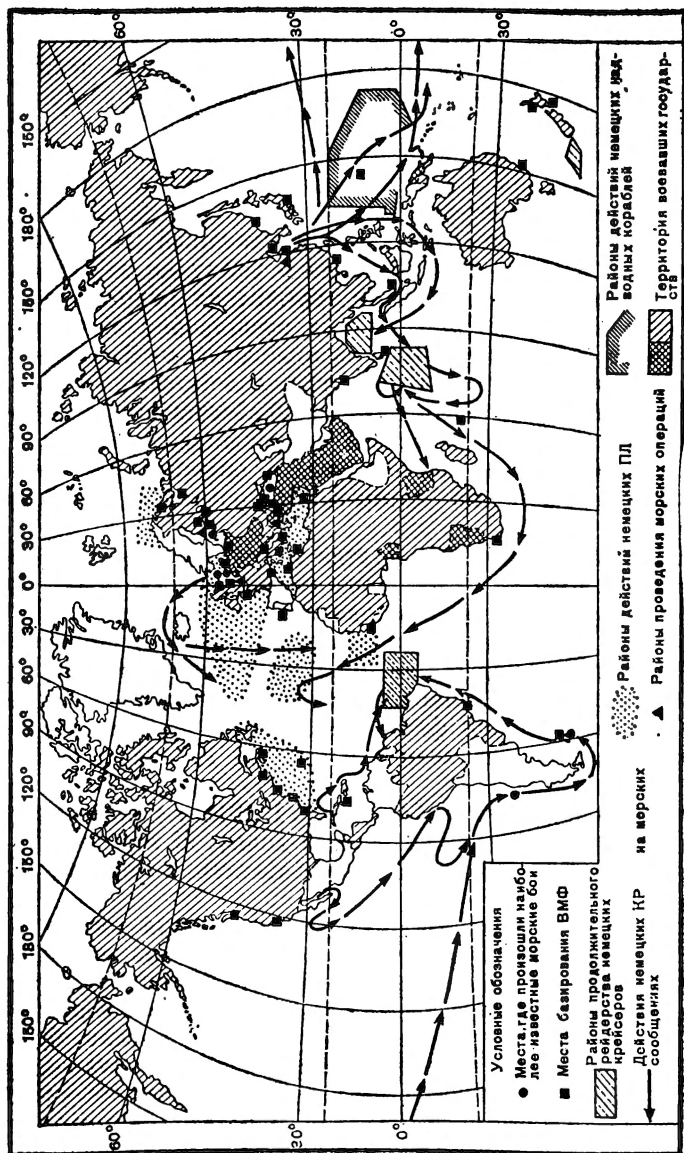 60°
60°
150°
180°
150°
120°
90°
60°
30°
0°
30°
60°
90°
120°
150°
180°
150°
30°
30°
0°
0°
30°
Условные обозначения
Места, где произошли наибо-
лее известные морские бои
Места базирования ВМФ
Районы продолжительного
рейдерства немецких
крейсеров
Действия немецких КР на морских
сообщениях
Районы действий немецких ПЛ
Районы проведения морских операций
Районы действий немецких над-
водных кораблей
Территория воевавших государ-
ств